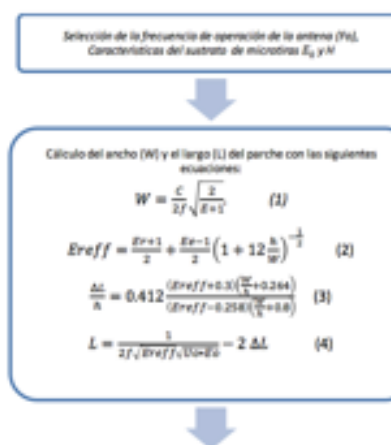 Selección de la frecuencia de operación de la antena (Fo),
Características del sustrato de microtiras E₀ y H
Cálculo del ancho (W) y el largo (L) del parche con las siguientes
ecuaciones:
W = C/2f √(2/E+1) (1)
Ereff = Er+1/2 + Ee-1/2 (1 + 12 h/W)^(-1/2) (2)
ΔL/h = 0.412 (Ereff+0.3)(W/h+0.264)/(Ereff-0.258)(W/h+0.8) (3)
L = 1/(2f√Ereff√Uo*Eo) - 2 ΔL (4)